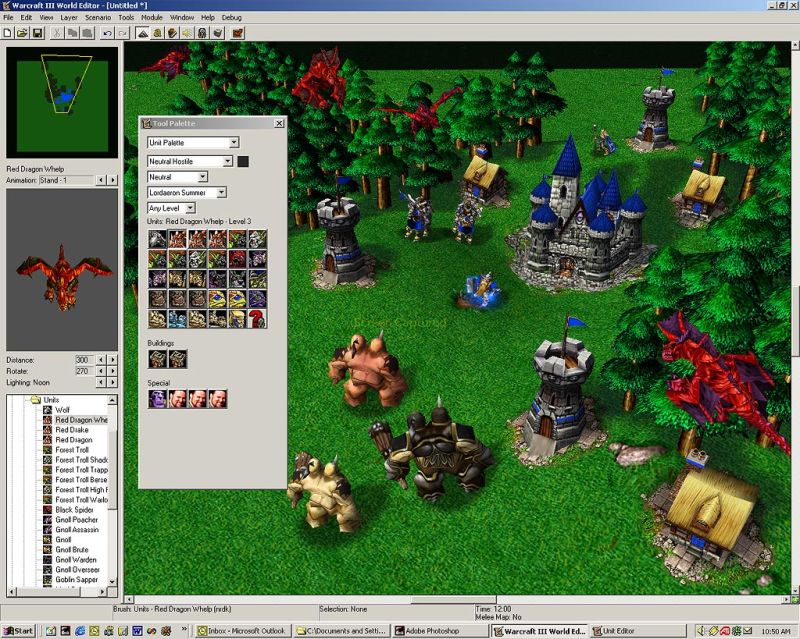 Warcraft III World Editor - [Untitled *]
File Edit View Layer Scenario Tools Module Window Help Debug
Red Dragon Whelp
Animation: Stand - 1
Distance: 300
Rotate: 270
Lighting: Noon
Units
Wolf
Red Dragon Whe
Red Drake
Red Dragon
Forest Troll
Forest Troll Shado
Forest Troll Trapp
Forest Troll Berse
Forest Troll High F
Forest Troll Warlo
Black Spider
Gnoll Poacher
Gnoll Assassin
Gnoll
Gnoll Brute
Gnoll Warden
Gnoll Overseer
Goblin Sapper
Tool Palette
Unit Palette
Neutral Hostile
Neutral
Lordaeron Summer
Any Level
Units: Red Dragon Whelp - Level 3
Buildings
Special
Brush: Units - Red Dragon Whelp (nrdk)
Selection: None
Time: 12:00
Melee Map: No
Start
Inbox - Microsoft Outlook
C:\Documents and Setti...
Adobe Photoshop
Warcraft III World Ed...
Unit Editor
10:50 AM